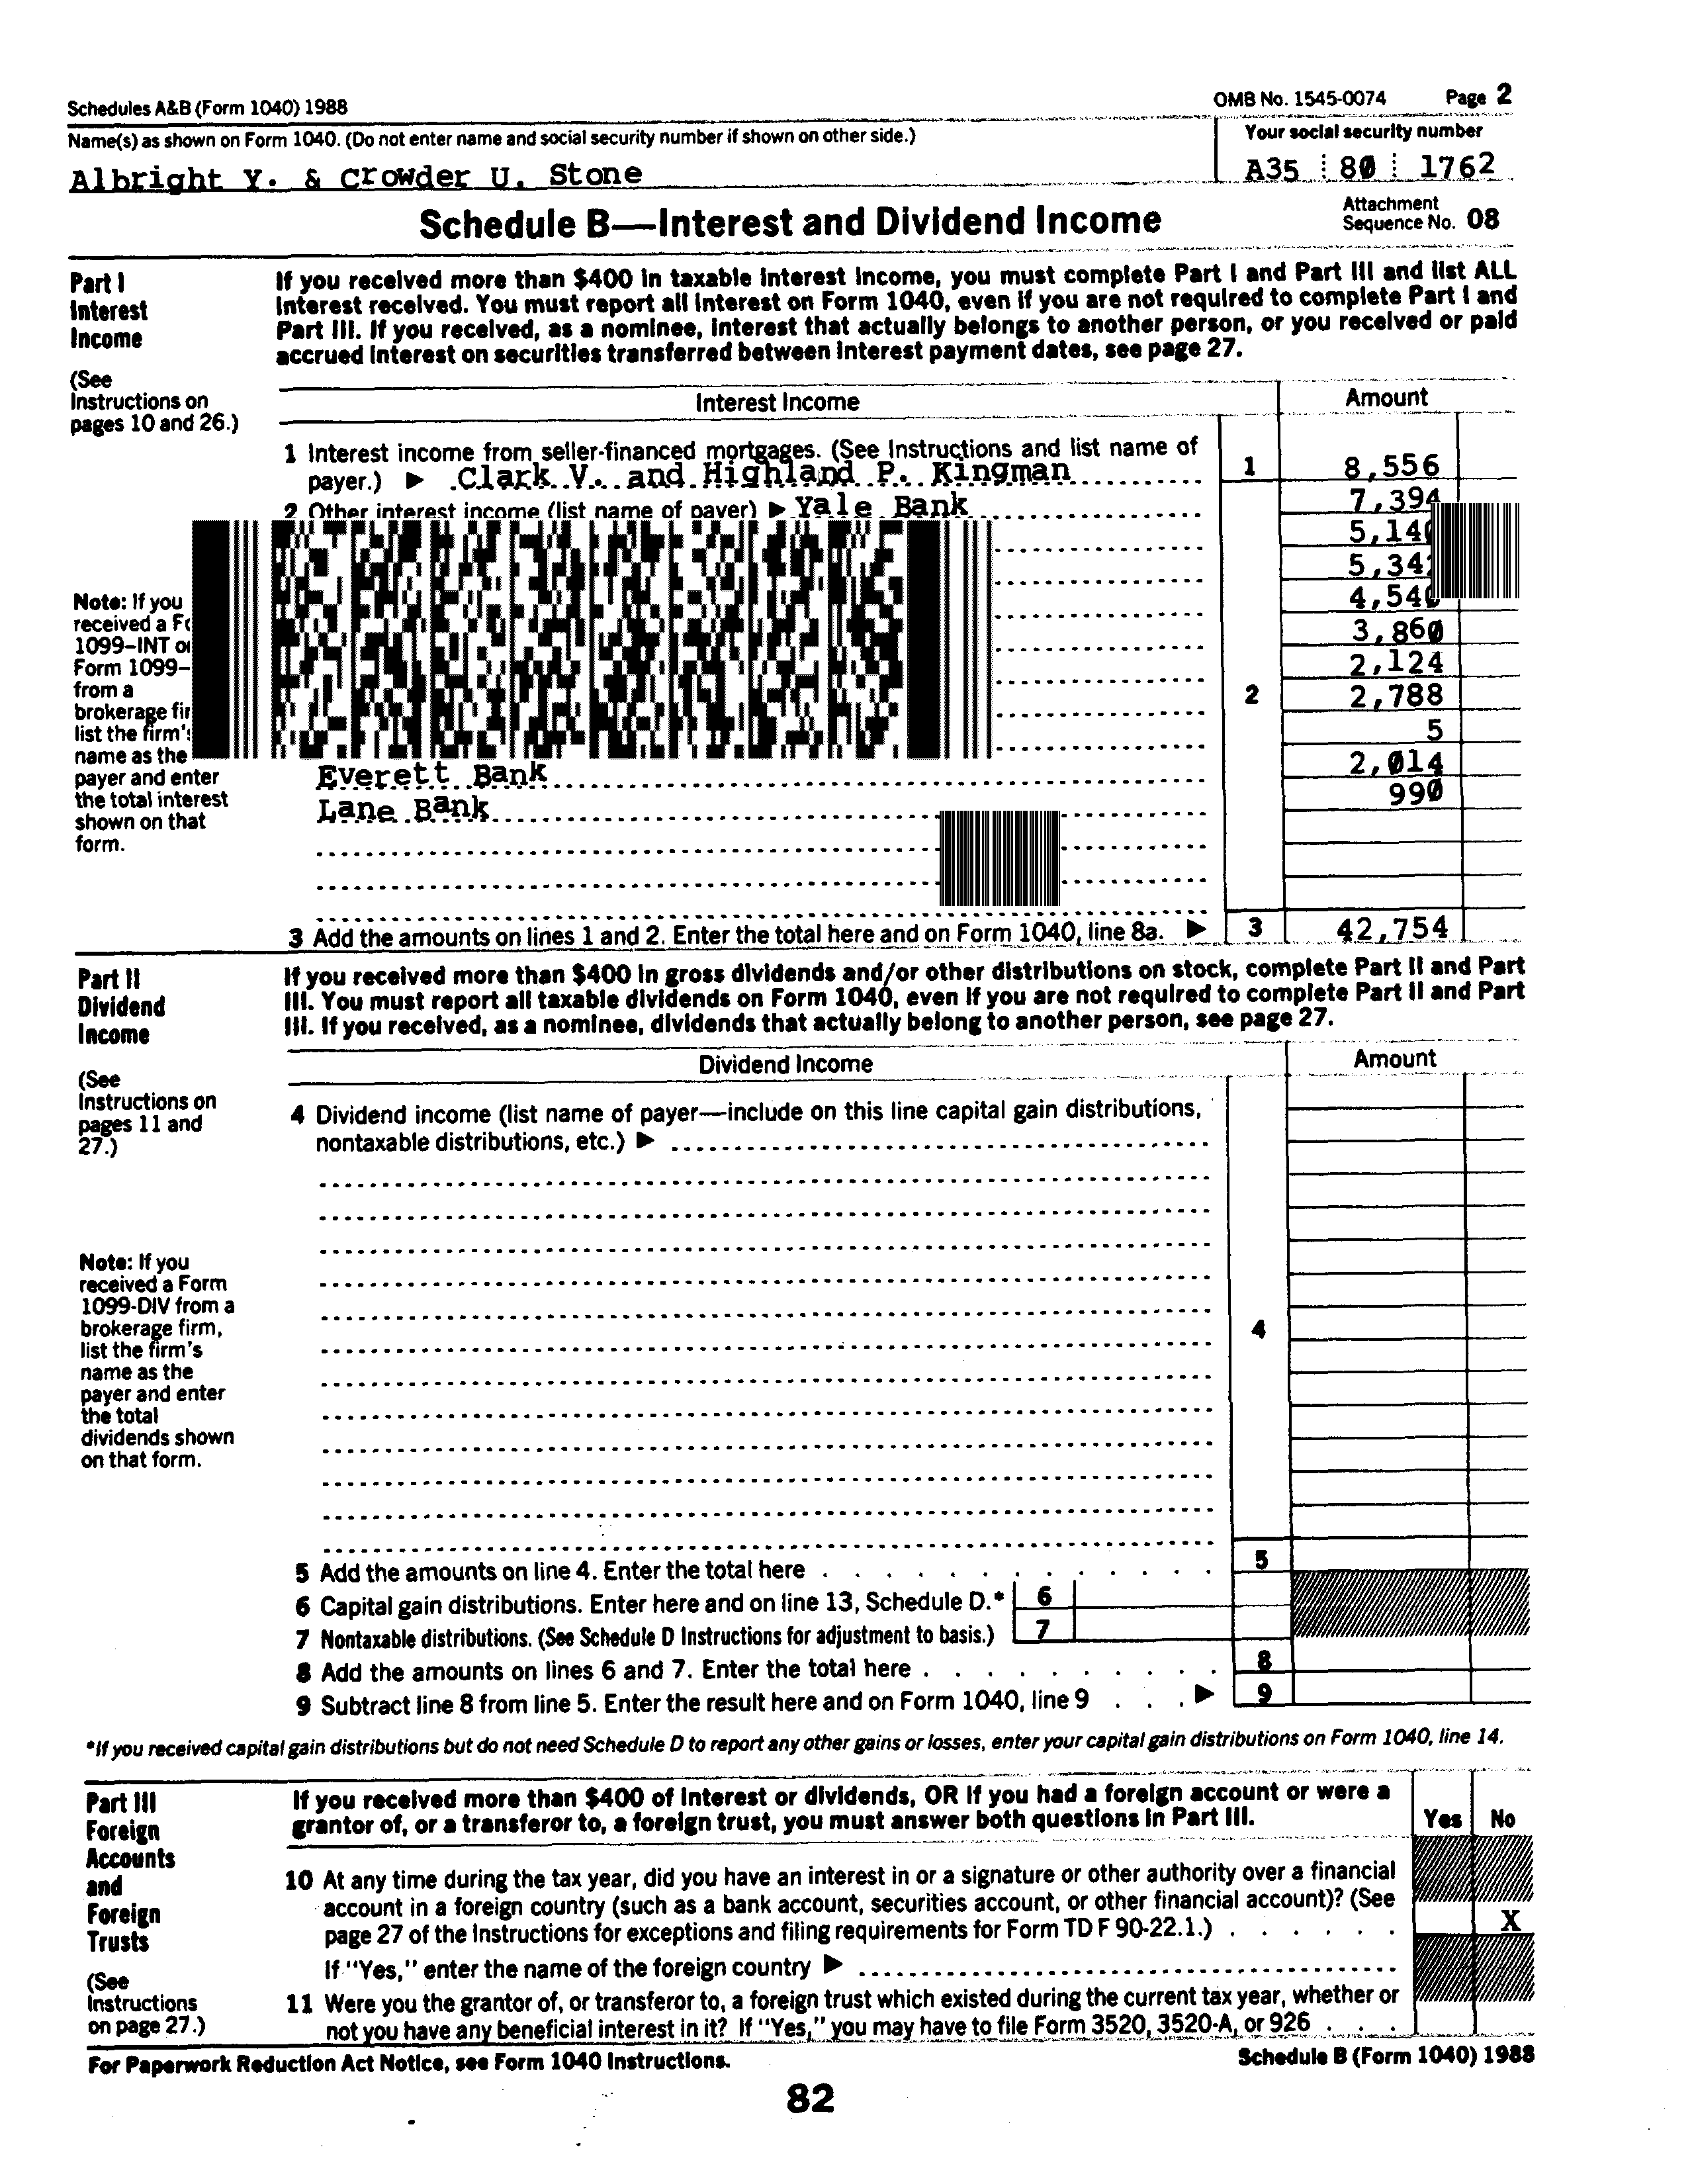 Schedules A&B (Form 1040) 1988 OMB No. 1545-0074 Page 2
Name(s) as shown on Form 1040. (Do not enter name and social security number if shown on other side.) Your social security number
Albright Y. & Crowder U. Stone A35 80 1762
Schedule B—Interest and Dividend Income Attachment Sequence No. 08
Part I
Interest
Income
(See
Instructions on
pages 10 and 26.)
If you received more than $400 in taxable interest income, you must complete Part I and Part III and list ALL
interest received. You must report all interest on Form 1040, even if you are not required to complete Part I and
Part III. If you received, as a nominee, interest that actually belongs to another person, or you received or paid
accrued interest on securities transferred between interest payment dates, see page 27.
Interest Income Amount
1 Interest income from seller-financed mortgages. (See Instructions and list name of
payer.) ▶ Clark V. and Highland P. Kingman 1 8,556
2 Other interest income (list name of payer) ▶ Yale Bank 7,394
3,860
2,124
2 2,788
5
Everett Bank 2,014
Lane Bank 990
Note: If you
received a
1099-INT
Form 1099-
from a
brokerage
list the
name as the
payer and enter
the total interest
shown on that
form.
3 Add the amounts on lines 1 and 2. Enter the total here and on Form 1040, line 8a. ▶ 3 42,754
Part II
Dividend
Income
(See
Instructions on
pages 11 and
27.)
If you received more than $400 in gross dividends and/or other distributions on stock, complete Part II and Part
III. You must report all taxable dividends on Form 1040, even if you are not required to complete Part II and Part
III. If you received, as a nominee, dividends that actually belong to another person, see page 27.
Dividend Income Amount
4 Dividend income (list name of payer—include on this line capital gain distributions,
nontaxable distributions, etc.) ▶
4
Note: If you
received a Form
1099-DIV from a
brokerage firm,
list the firm's
name as the
payer and enter
the total
dividends shown
on that form.
5 Add the amounts on line 4. Enter the total here 5
6 Capital gain distributions. Enter here and on line 13, Schedule D.* 6
7 Nontaxable distributions. (See Schedule D Instructions for adjustment to basis.) 7
8 Add the amounts on lines 6 and 7. Enter the total here 8
9 Subtract line 8 from line 5. Enter the result here and on Form 1040, line 9 ▶ 9
*If you received capital gain distributions but do not need Schedule D to report any other gains or losses, enter your capital gain distributions on Form 1040, line 14.
Part III
Foreign
Accounts
and
Foreign
Trusts
(See
Instructions
on page 27.)
If you received more than $400 of interest or dividends, OR if you had a foreign account or were a
grantor of, or a transferor to, a foreign trust, you must answer both questions in Part III. Yes No
10 At any time during the tax year, did you have an interest in or a signature or other authority over a financial
account in a foreign country (such as a bank account, securities account, or other financial account)? (See
page 27 of the Instructions for exceptions and filing requirements for Form TD F 90-22.1.) X
If "Yes," enter the name of the foreign country ▶
11 Were you the grantor of, or transferor to, a foreign trust which existed during the current tax year, whether or
not you have any beneficial interest in it? If "Yes," you may have to file Form 3520, 3520-A, or 926
For Paperwork Reduction Act Notice, see Form 1040 Instructions. Schedule B (Form 1040) 1988
82